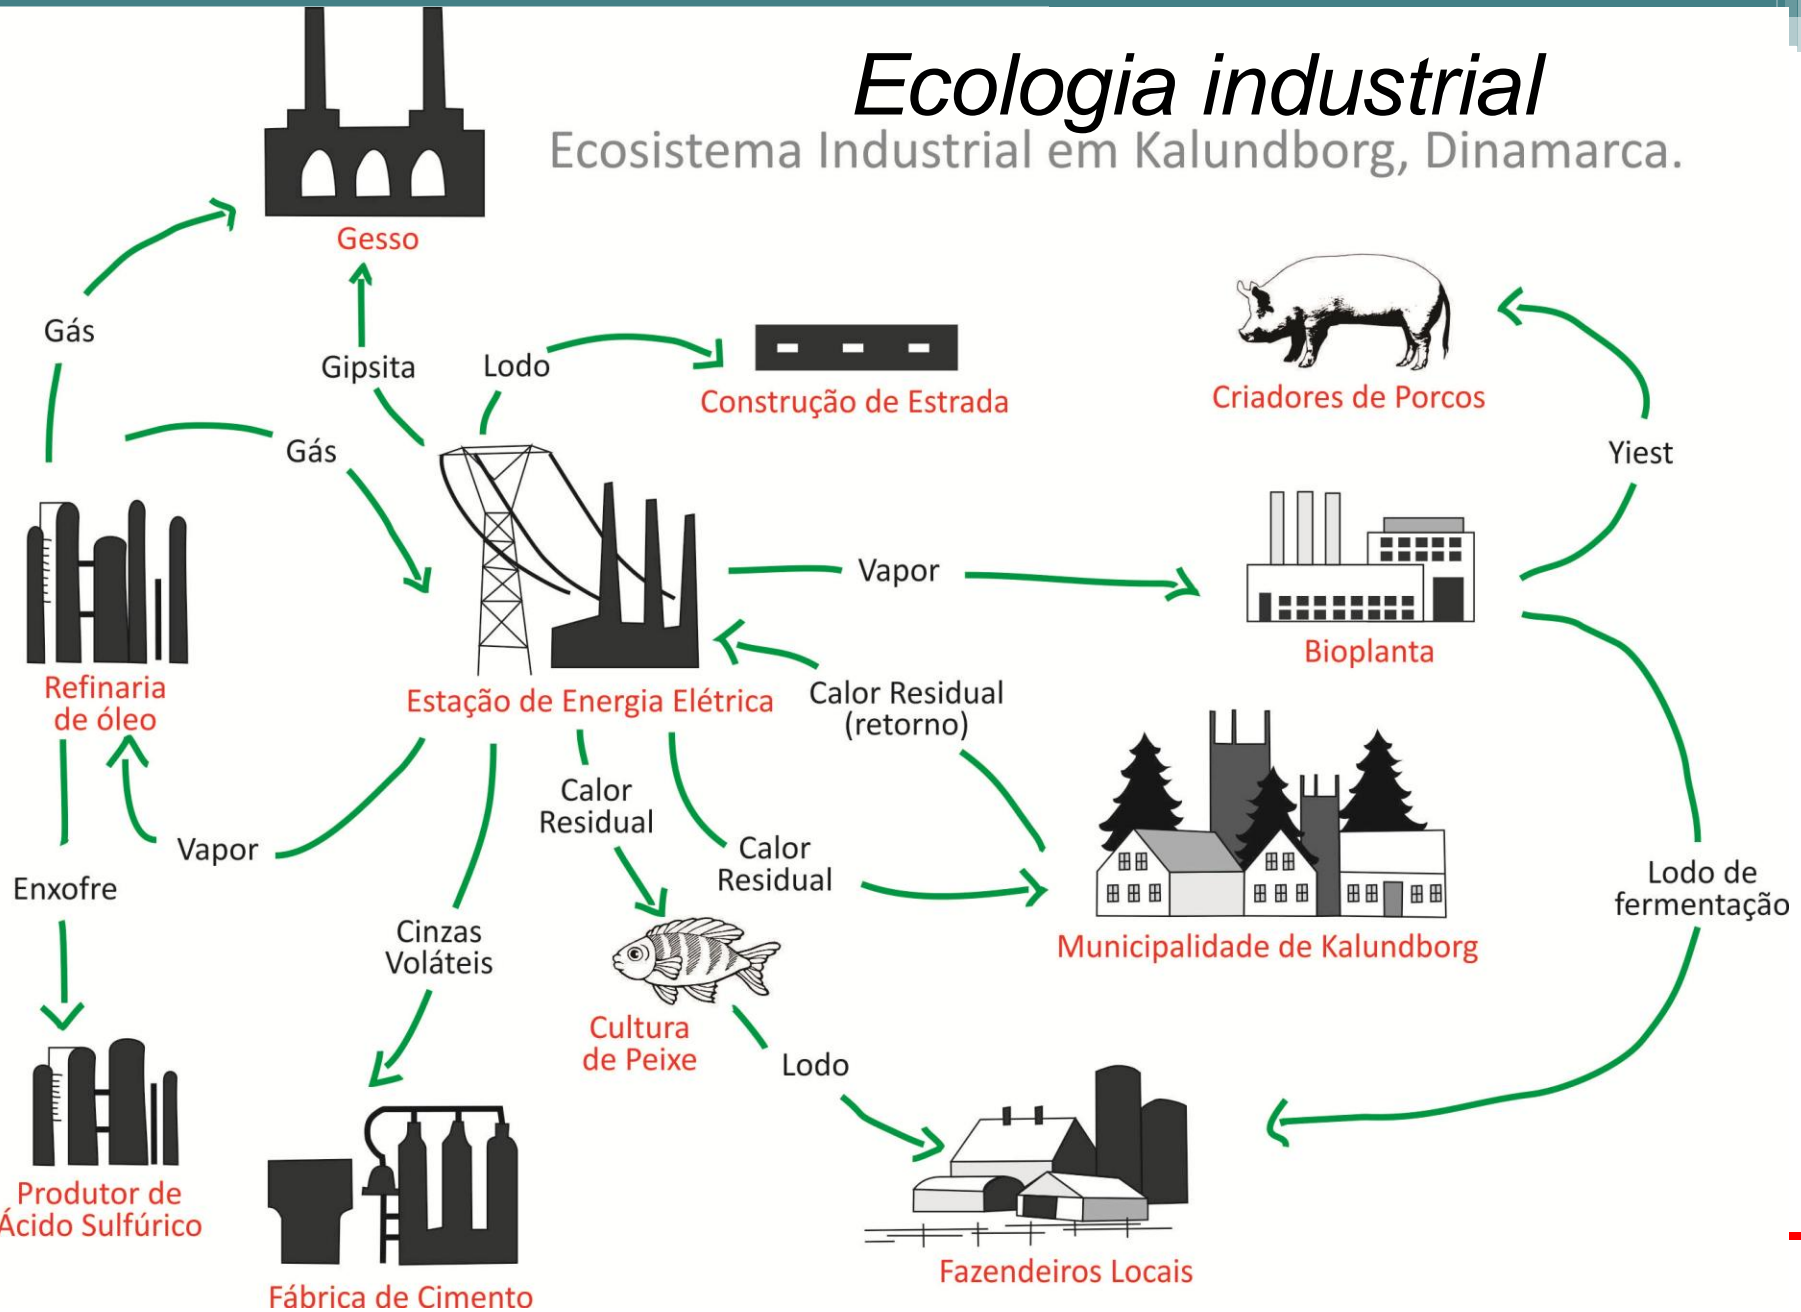 Ecologia industrial
Ecosistema Industrial em Kalundborg, Dinamarca.
Gesso
Gás
Gipsita
Lodo
Construção de Estrada
Criadores de Porcos
Gás
Yiest
Vapor
Bioplanta
Refinaria
de óleo
Estação de Energia Elétrica
Calor Residual
(retorno)
Calor
Residual
Vapor
Calor
Residual
Enxofre
Lodo de
fermentação
Cinzas
Voláteis
Municipalidade de Kalundborg
Cultura
de Peixe
Lodo
Produtor de
Ácido Sulfúrico
Fazendeiros Locais
Fábrica de Cimento